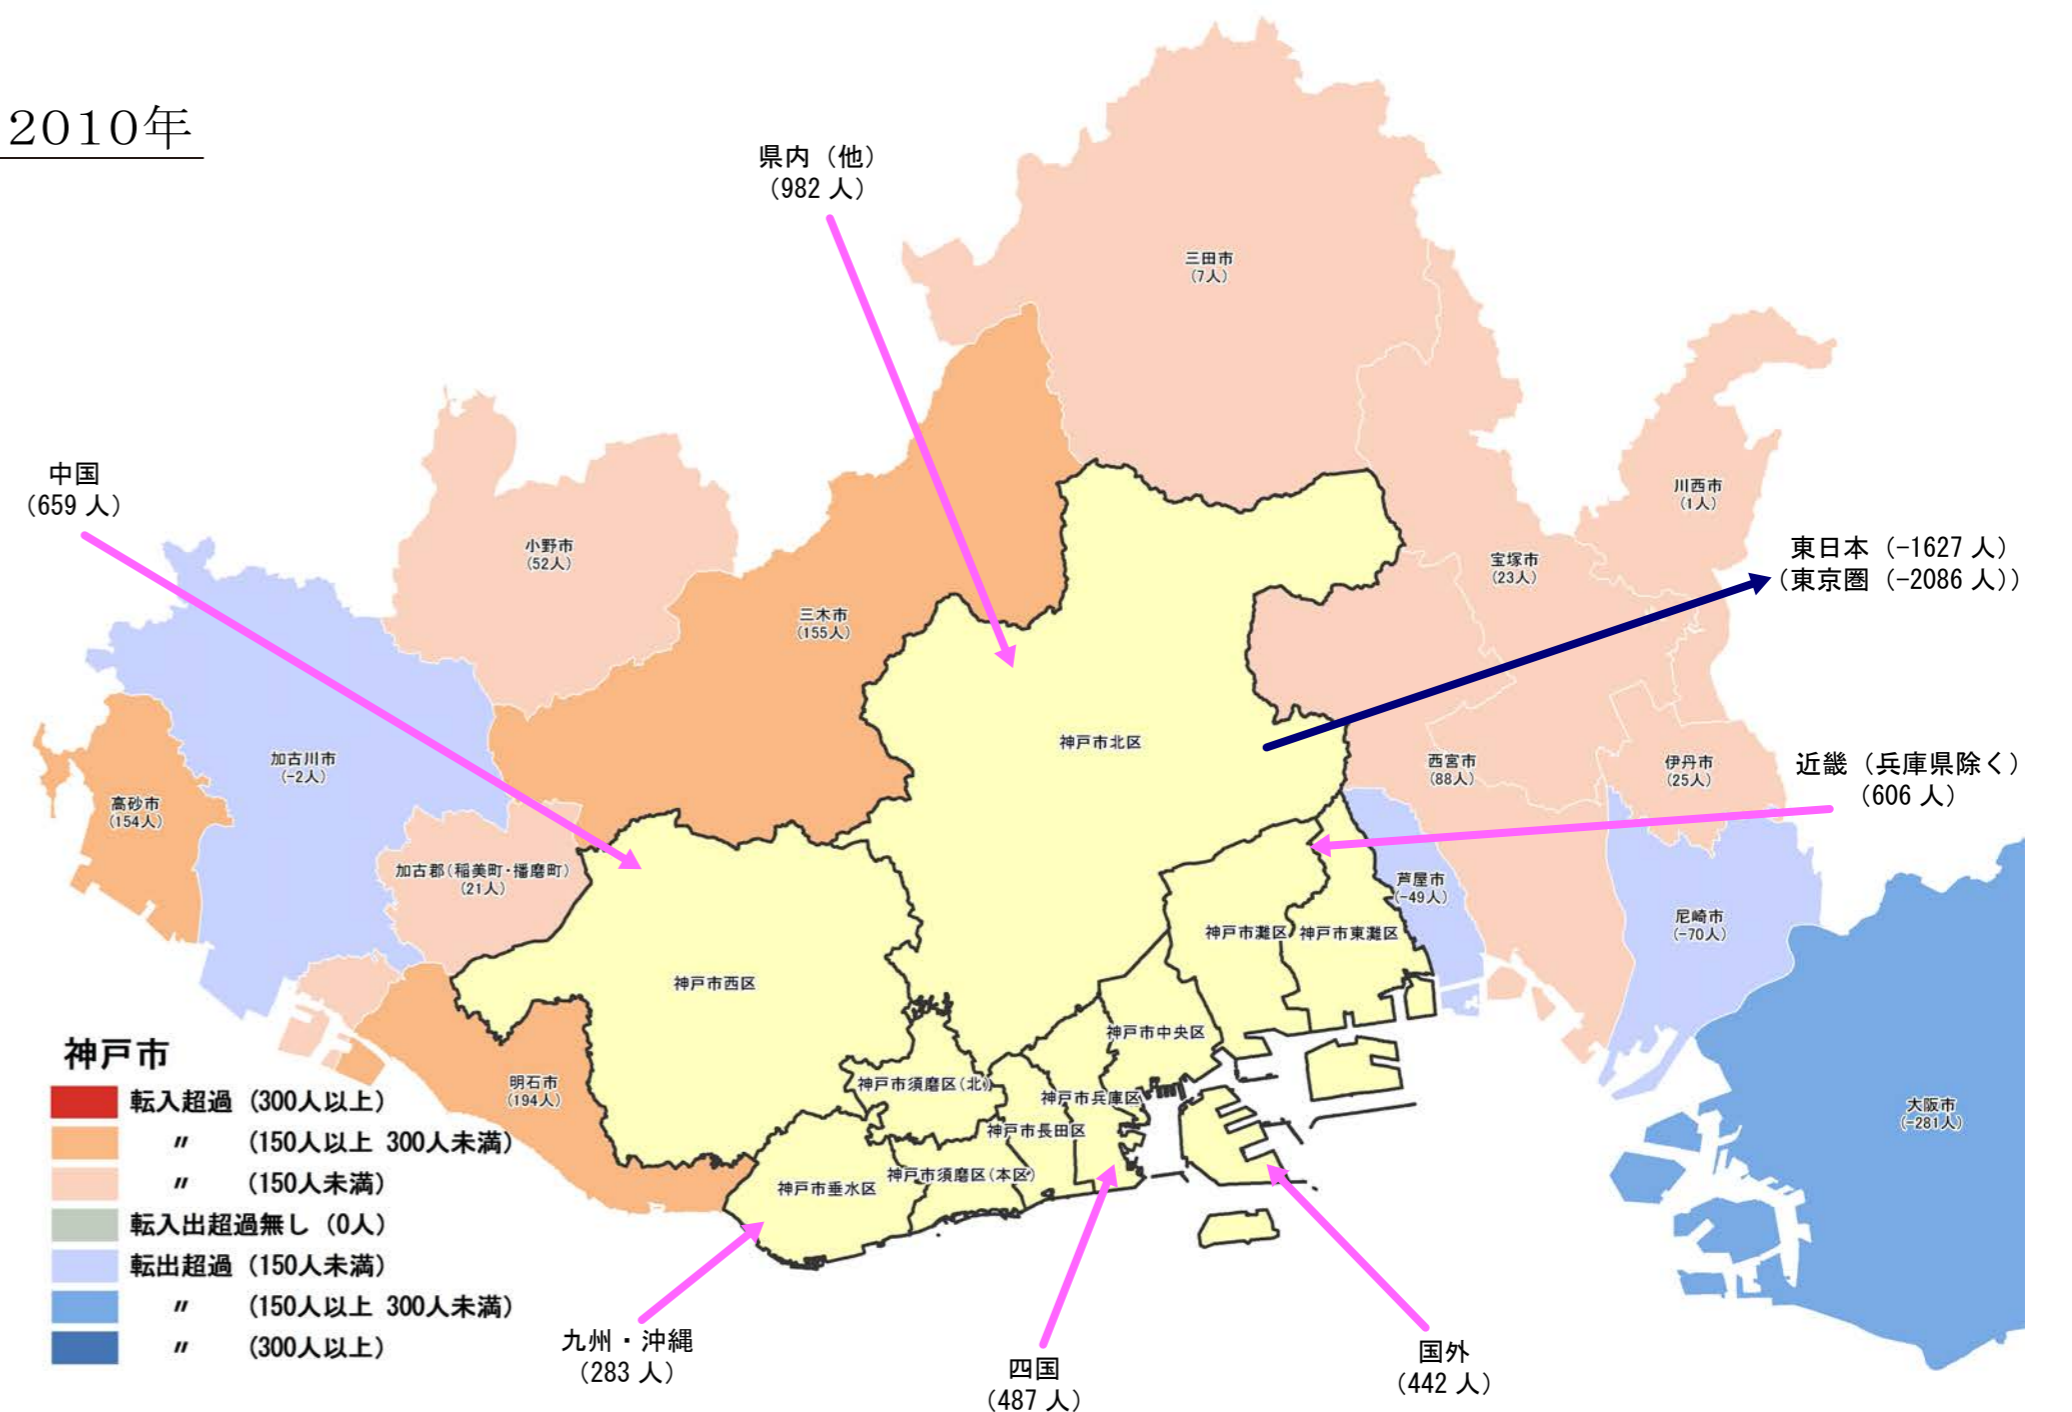 2010年
県内（他）
（982 人）
三田市
(7人)
中国
（659 人）
川西市
(1人)
小野市
(52人)
東日本（-1627 人）
（東京圏（-2086 人））
宝塚市
(23人)
三木市
(155人)
神戸市北区
加古川市
(-2人)
西宮市
(88人)
伊丹市
(25人)
近畿（兵庫県除く）
（606 人）
高砂市
(154人)
加古郡(稲美町・播磨町)
(21人)
芦屋市
(-49人)
尼崎市
(-70人)
神戸市灘区
神戸市東灘区
神戸市西区
神戸市中央区
神戸市須磨区(北)
神戸市兵庫区
明石市
(194人)
大阪市
(-281人)
神戸市長田区
神戸市須磨区(本区)
神戸市垂水区
神戸市
転入超過（300人以上）
〃 （150人以上 300人未満）
〃 （150人未満）
転入出超過無し（0人）
転出超過（150人未満）
〃 （150人以上 300人未満）
〃 （300人以上）
九州・沖縄
（283 人）
四国
（487 人）
国外
（442 人）